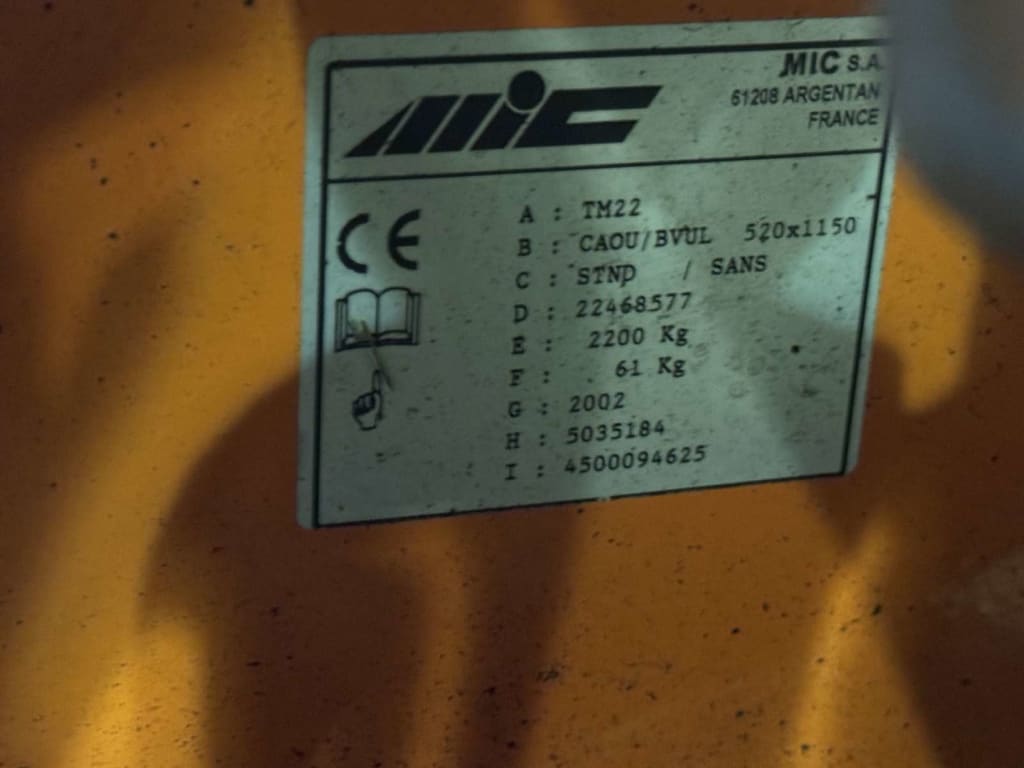 MIC
MIC S.A.
61208 ARGENTAN
FRANCE
CE
A : TM22
B : CAOU/BVUL 520x1150
C : STND / SANS
D : 22468577
E : 2200 Kg
F : 61 Kg
G : 2002
H : 5035184
I : 4500094625